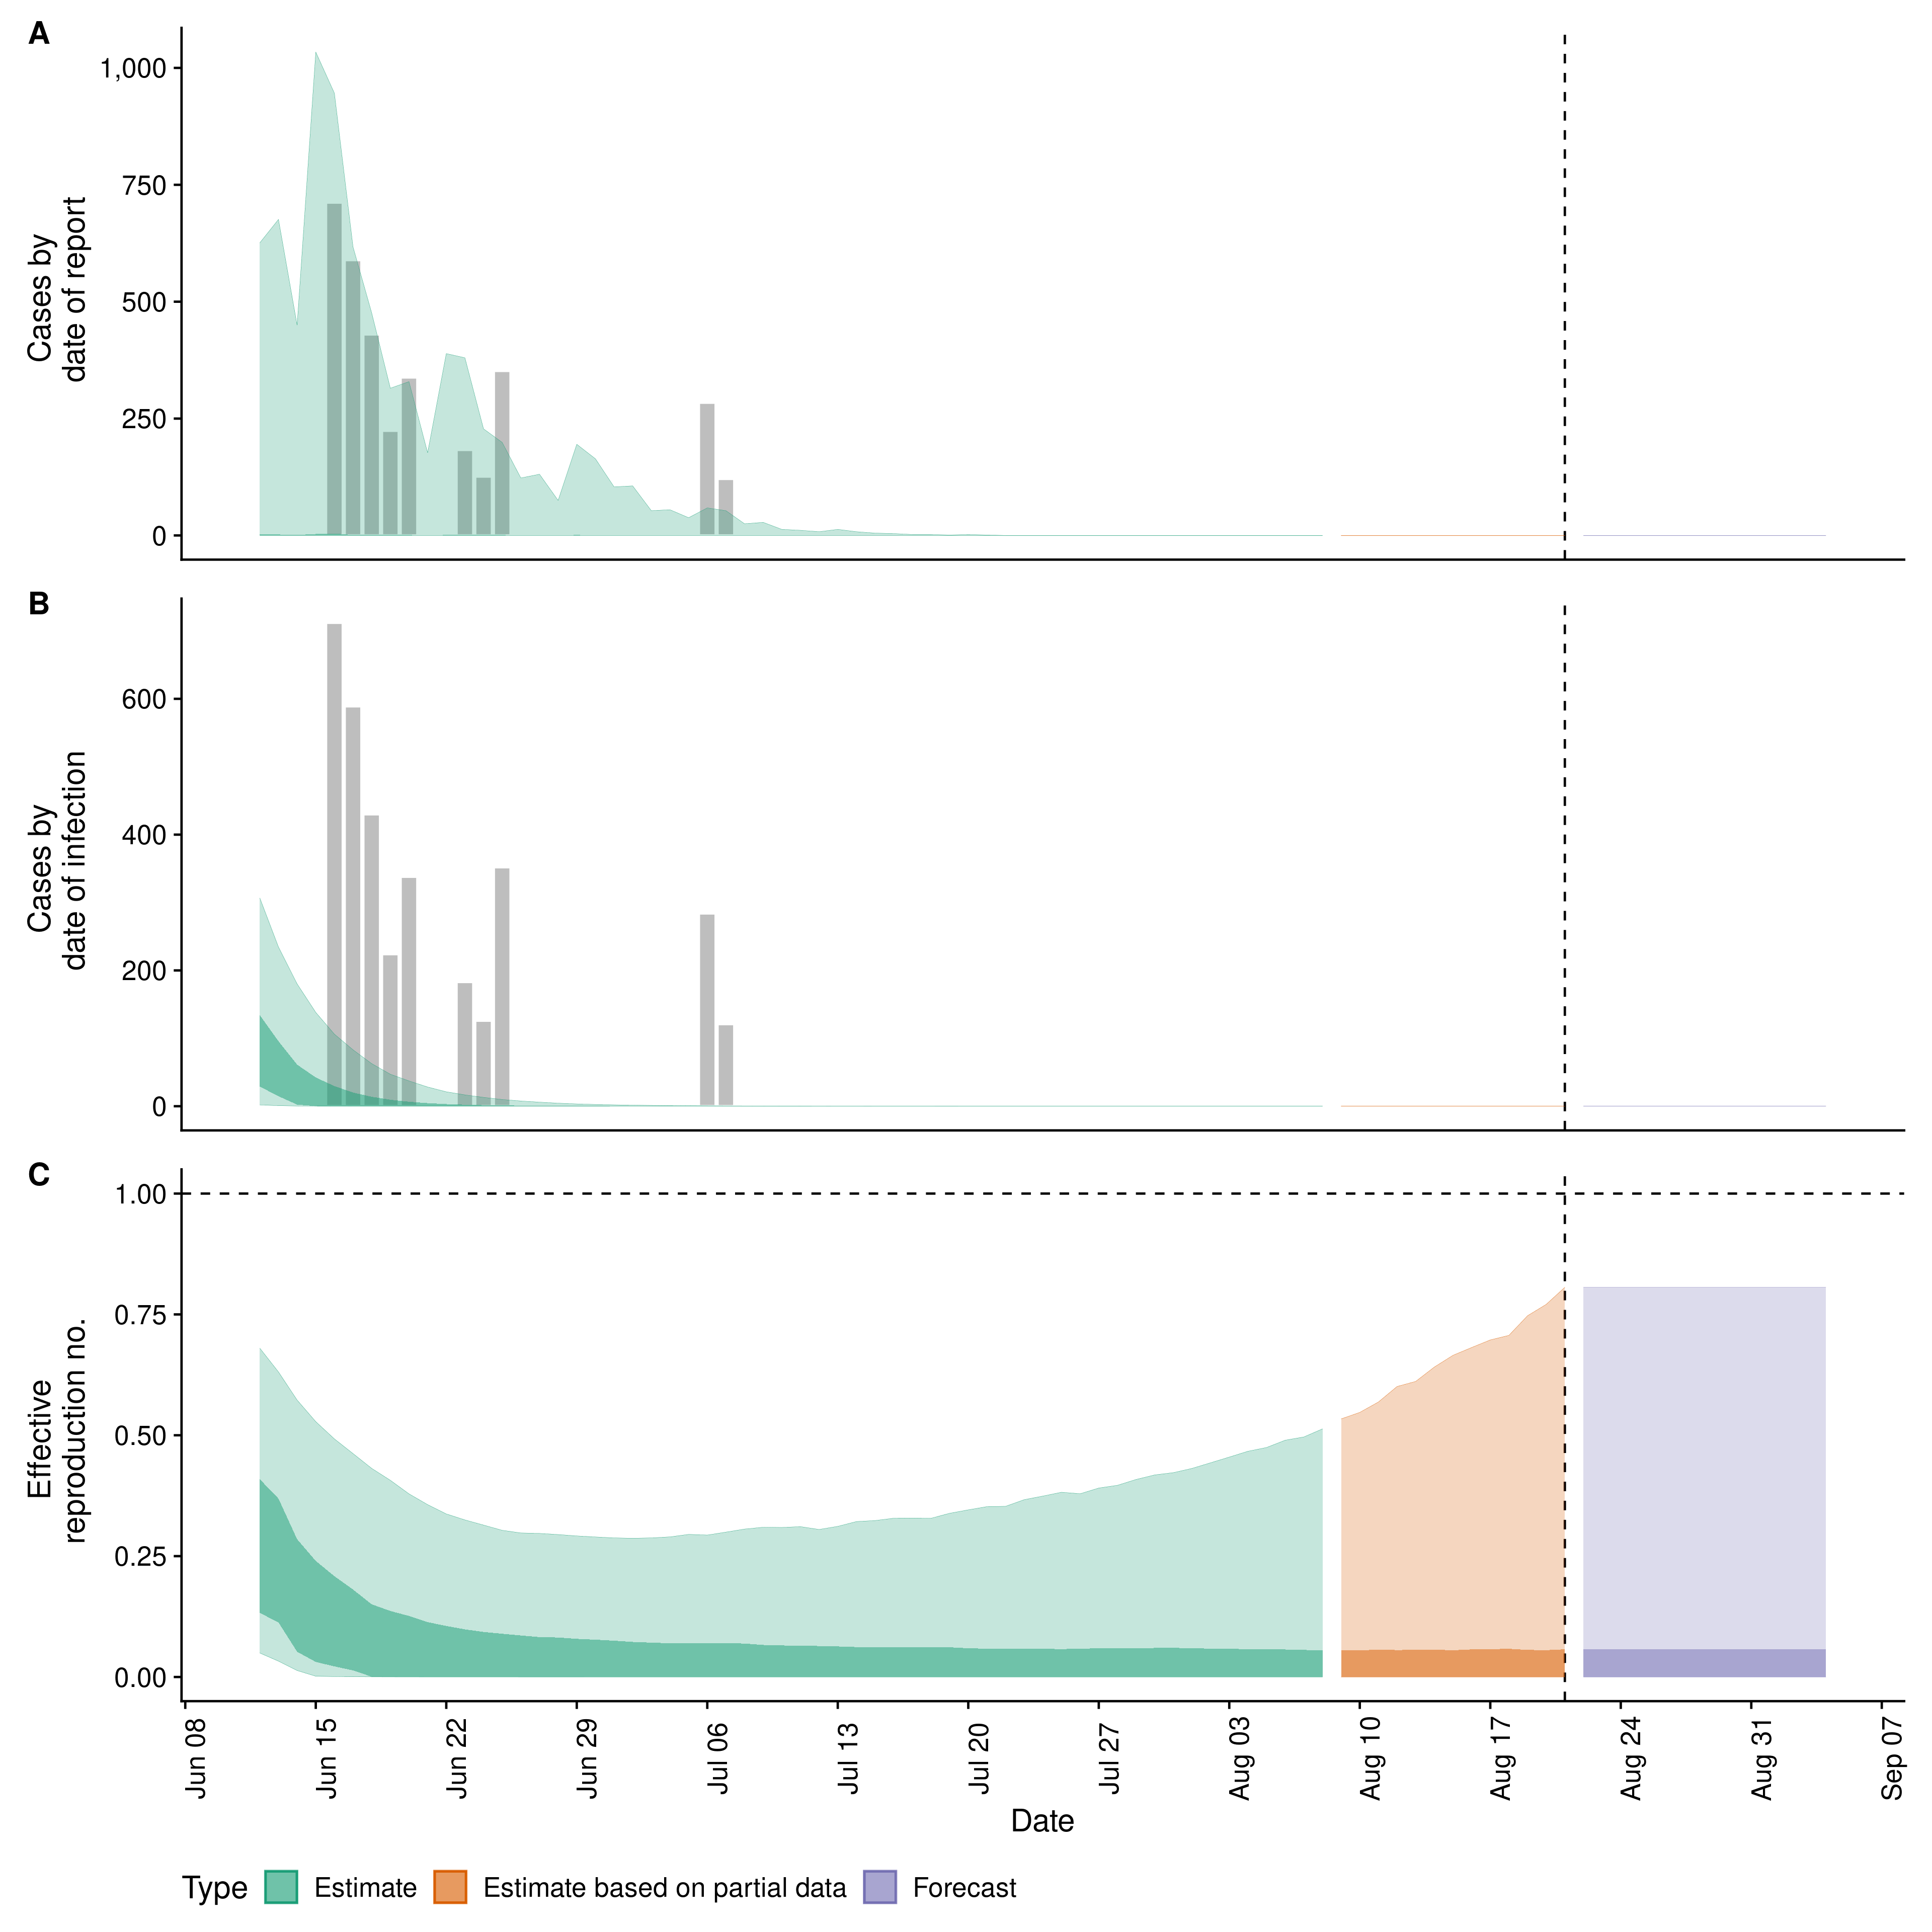 A
1,000
750
500
250
0
Cases by
date of report
B
600
400
200
0
Cases by
date of infection
C
1.00
0.75
0.50
0.25
0.00
Effective
reproduction no.
Jun 08
Jun 15
Jun 22
Jun 29
Jul 06
Jul 13
Jul 20
Jul 27
Aug 03
Aug 10
Aug 17
Aug 24
Aug 31
Sep 07
Date
Type Estimate Estimate based on partial data Forecast